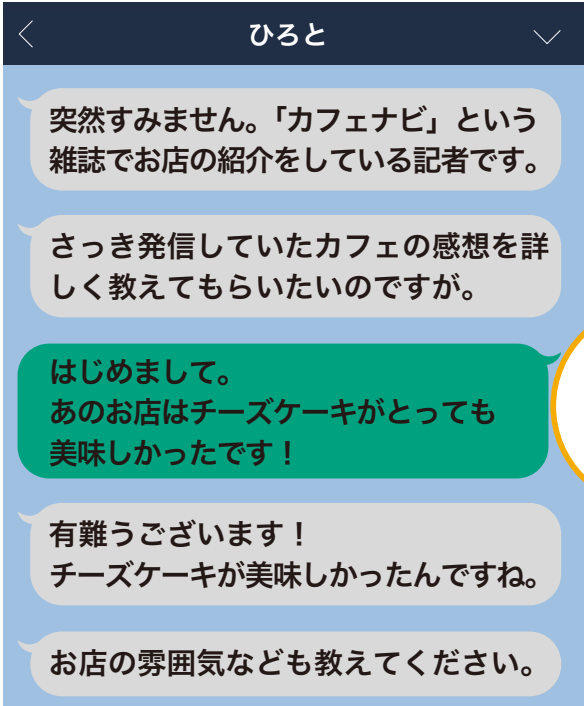 ひろと
突然すみません。「カフェナビ」という
雑誌でお店の紹介をしている記者です。
さっき発信していたカフェの感想を詳
しく教えてもらいたいのですが。
はじめまして。
あのお店はチーズケーキがとっても
美味しかったです！
有難うございます！
チーズケーキが美味しかったんですね。
お店の雰囲気なども教えてください。